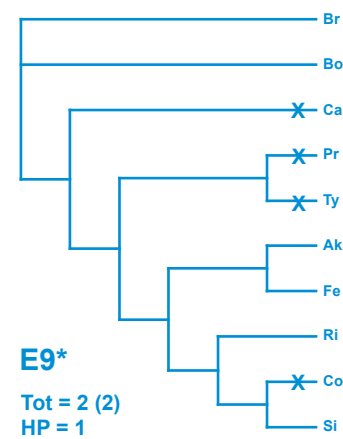 Br
Bo
X Ca
X Pr
X Ty
Ak
Fe
Ri
X Co
Si
E9*
Tot = 2 (2)
HP = 1